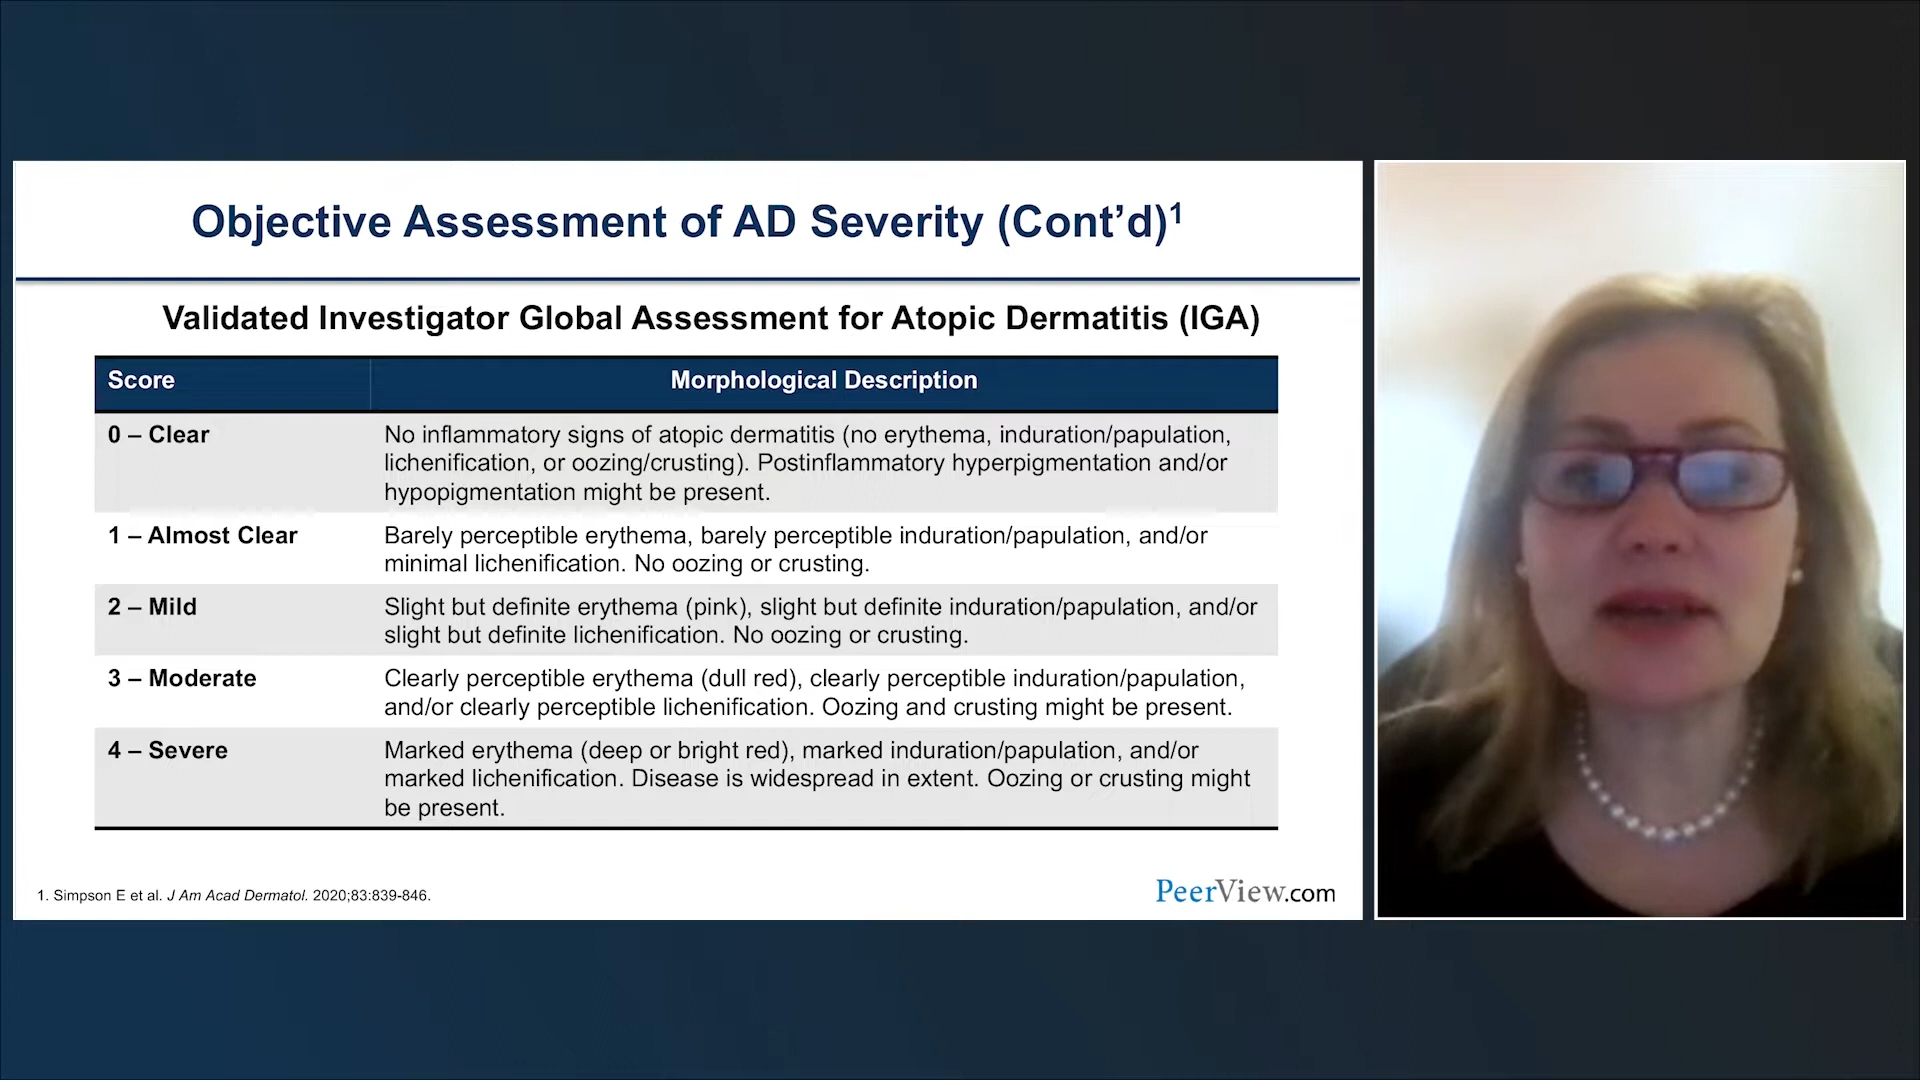 Objective Assessment of AD Severity (Cont’d)1
Validated Investigator Global Assessment for Atopic Dermatitis (IGA)
Score
Morphological Description
0 – Clear
No inflammatory signs of atopic dermatitis (no erythema, induration/papulation,
lichenification, or oozing/crusting). Postinflammatory hyperpigmentation and/or
hypopigmentation might be present.
1 – Almost Clear
Barely perceptible erythema, barely perceptible induration/papulation, and/or
minimal lichenification. No oozing or crusting.
2 – Mild
Slight but definite erythema (pink), slight but definite induration/papulation, and/or
slight but definite lichenification. No oozing or crusting.
3 – Moderate
Clearly perceptible erythema (dull red), clearly perceptible induration/papulation,
and/or clearly perceptible lichenification. Oozing and crusting might be present.
4 – Severe
Marked erythema (deep or bright red), marked induration/papulation, and/or
marked lichenification. Disease is widespread in extent. Oozing or crusting might
be present.
1. Simpson E et al. J Am Acad Dermatol. 2020;83:839-846.
PeerView.com